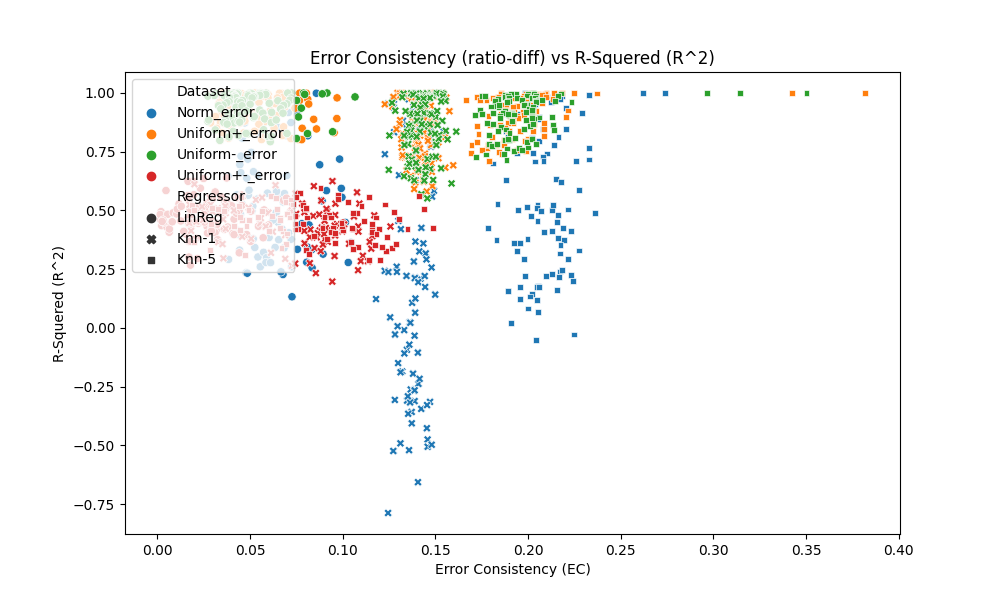 Error Consistency (ratio-diff) vs R-Squered (R^2)
R-Squered (R^2)
1.00
0.75
0.50
0.25
0.00
−0.25
−0.50
−0.75
Dataset
Norm_error
Uniform+_error
Uniform-_error
Uniform+-_error
Regressor
LinReg
Knn-1
Knn-5
0.00 0.05 0.10 0.15 0.20 0.25 0.30 0.35 0.40
Error Consistency (EC)